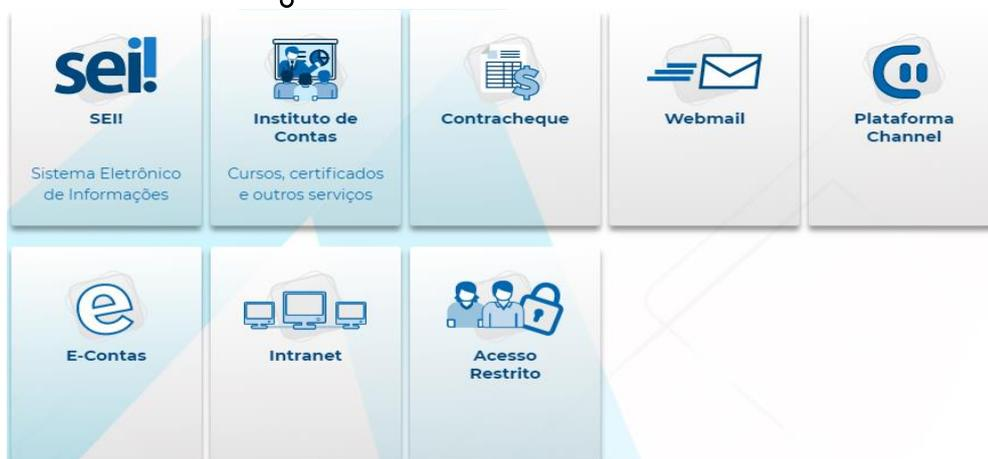 sei!
SEI!
Sistema Eletrônico
de Informações
Instituto de
Contas
Cursos, certificados
e outros serviços
Contracheque
Webmail
Plataforma
Channel
E-Contas
Intranet
Acesso
Restrito